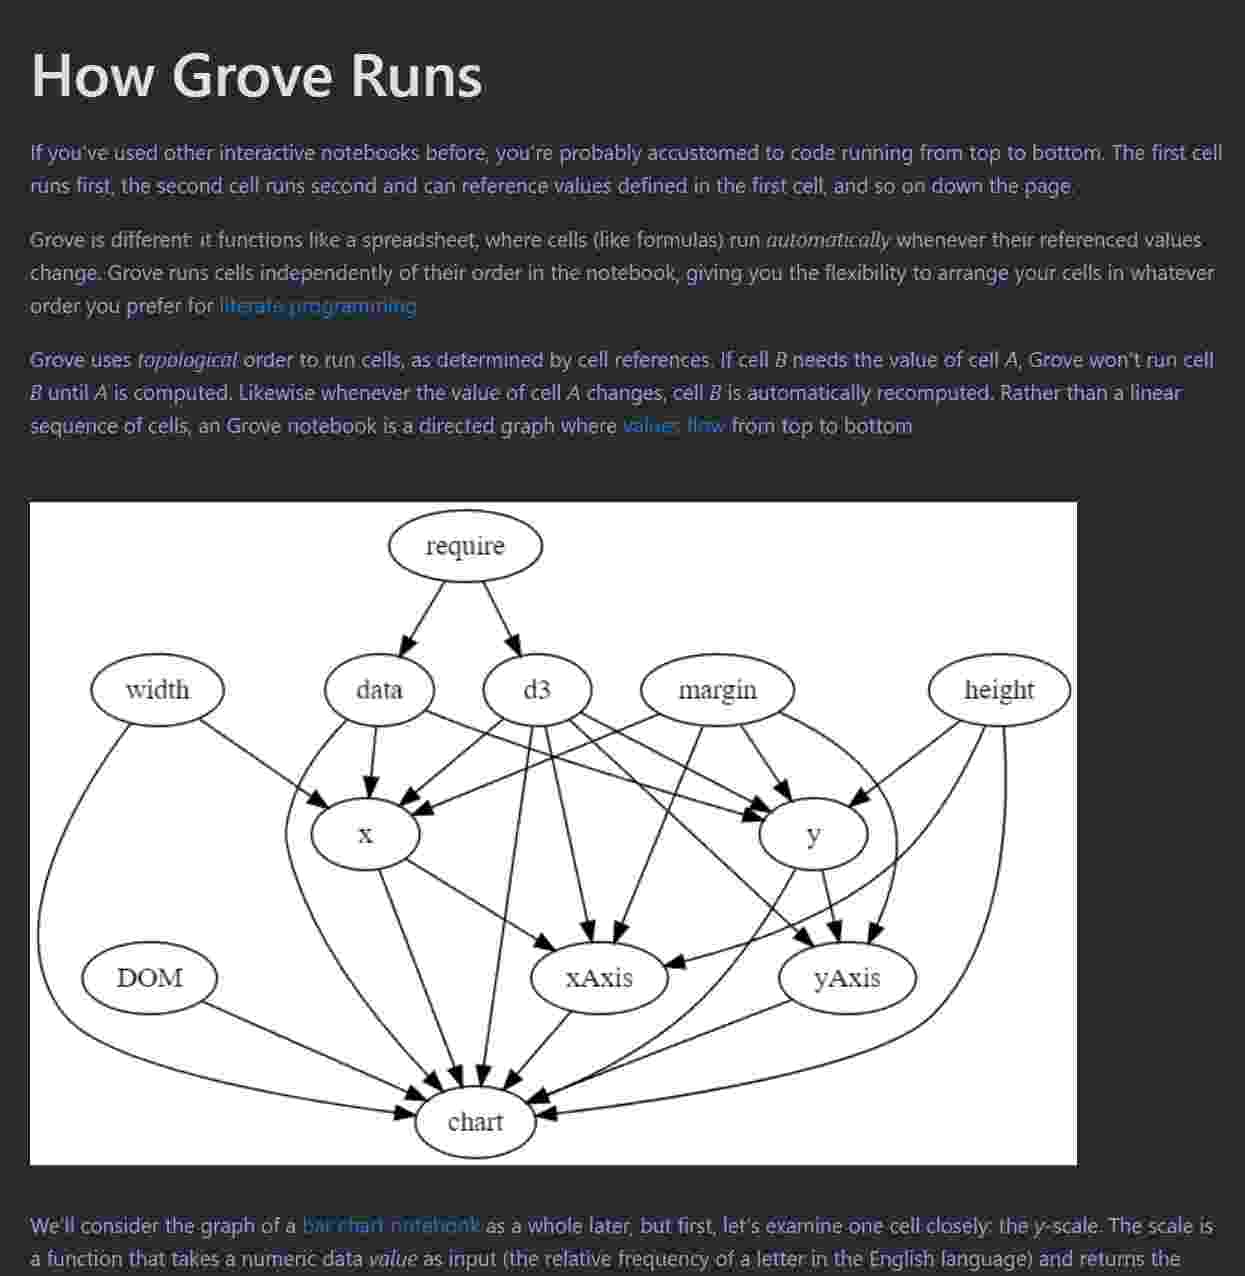 How Grove Runs
If you've used other interactive notebooks before, you're probably accustomed to code running from top to bottom. The first cell
runs first, the second cell runs second and can reference values defined in the first cell, and so on down the page.
Grove is different: it functions like a spreadsheet, where cells (like formulas) run automatically whenever their referenced values
change. Grove runs cells independently of their order in the notebook, giving you the flexibility to arrange your cells in whatever
order you prefer for literate programming
Grove uses topological order to run cells, as determined by cell references. If cell B needs the value of cell A, Grove won't run cell
B until A is computed. Likewise whenever the value of cell A changes, cell B is automatically recomputed. Rather than a linear
sequence of cells, an Grove notebook is a directed graph where values flow from top to bottom
require
width data d3 margin height
x y
DOM xAxis yAxis
chart
We'll consider the graph of a bar chart notebook as a whole later, but first, let's examine one cell closely: the y-scale. The scale is
a function that takes a numeric data value as input (the relative frequency of a letter in the English language) and returns the